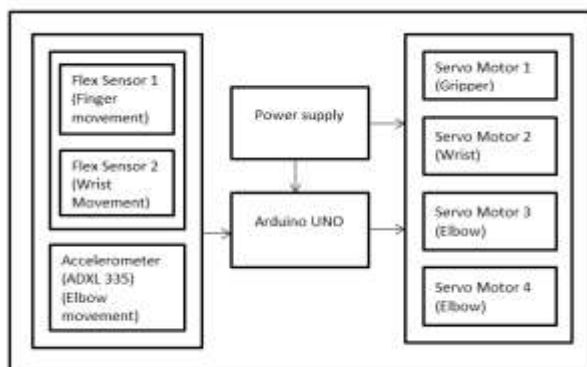 Flex Sensor 1
(Finger
movement)
Flex Sensor 2
(Wrist
Movement)
Accelerometer
(ADXL 335)
(Elbow
movement)
Power supply
Arduino UNO
Servo Motor 1
(Gripper)
Servo Motor 2
(Wrist)
Servo Motor 3
(Elbow)
Servo Motor 4
(Elbow)